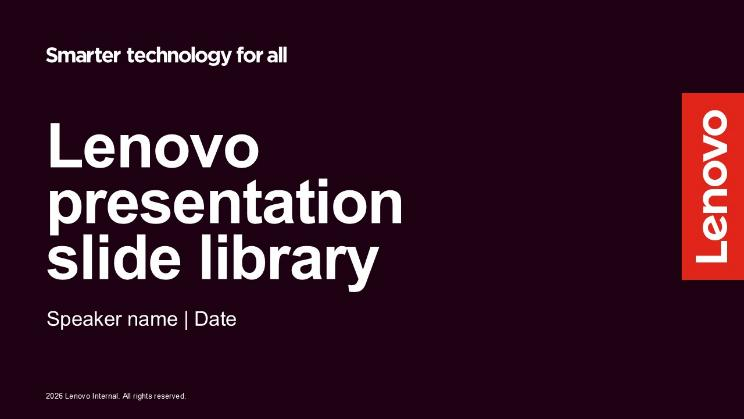 Smarter technology for all
Lenovo
presentation
slide library
Speaker name | Date
2026 Lenovo Internal. All rights reserved.
Lenovo